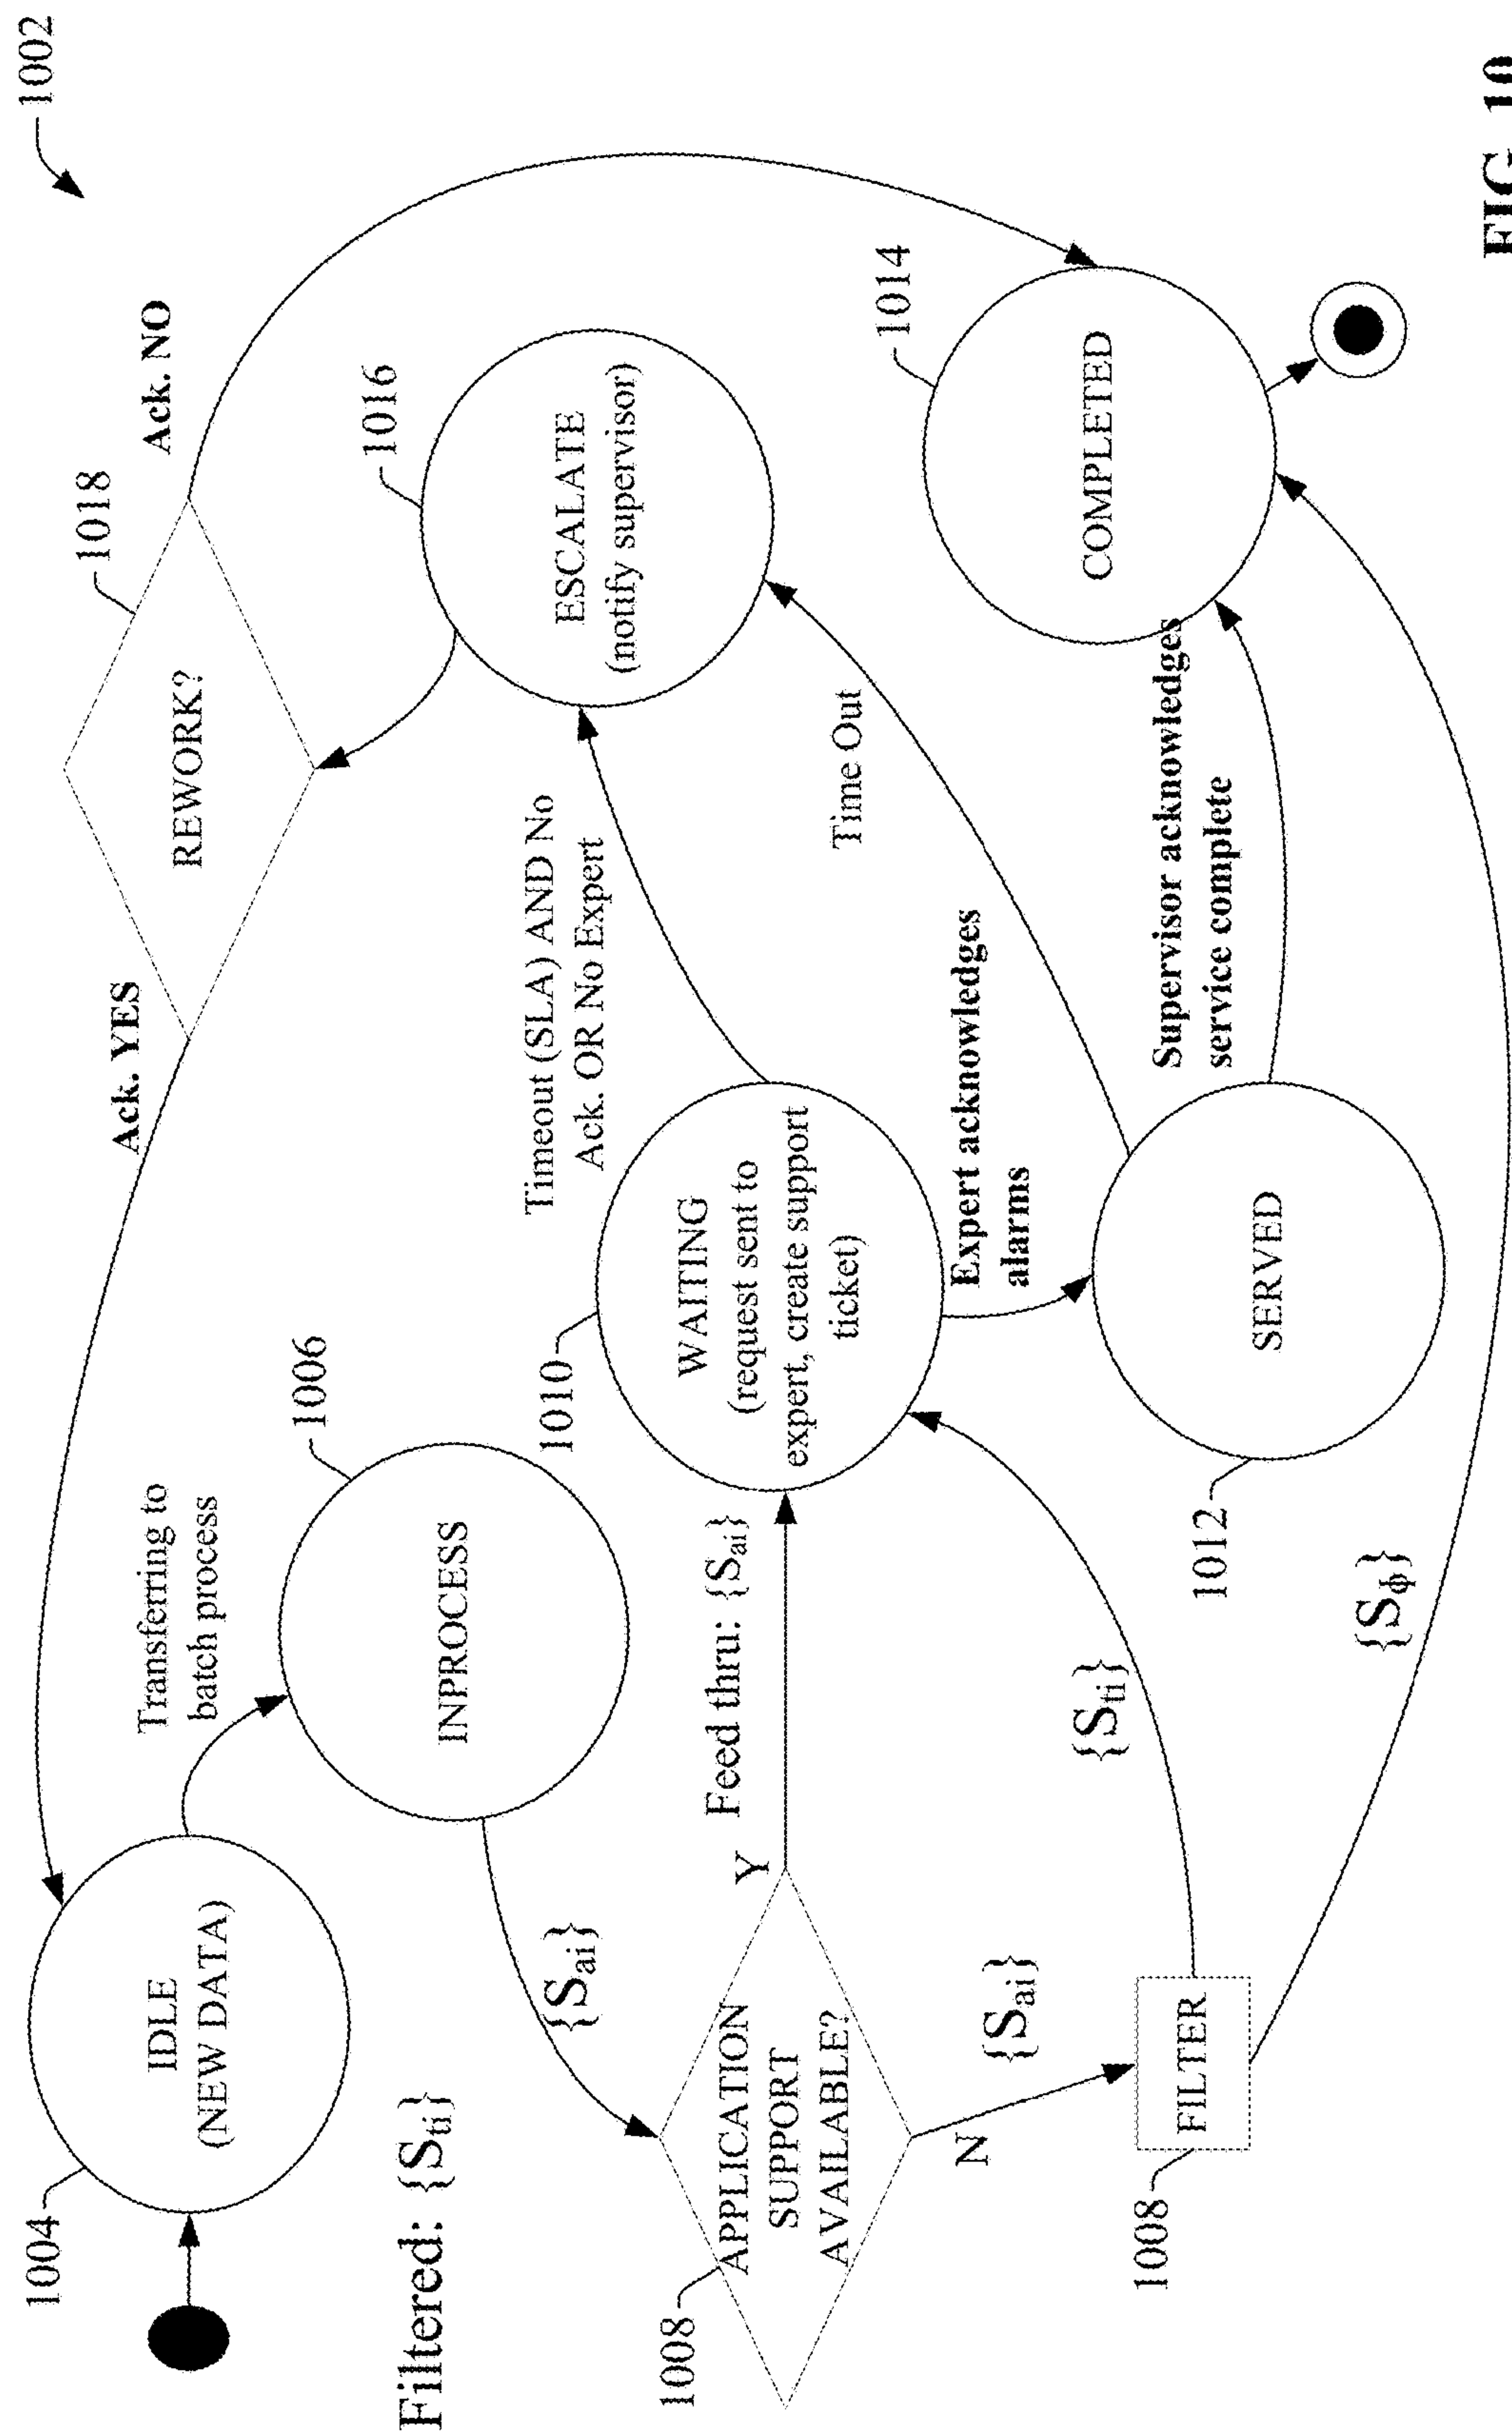 1002
Ack. YES
1018
REWORK?
Ack. NO
1004
IDLE
(NEW DATA)
Transferring to
batch process
1006
INPROCESS
1016
ESCALATE
(notify supervisor)
Filtered: {Sti}
{Sai}
Timeout (SLA) AND No
Ack. OR No Expert
1010
WAITING
(request sent to
expert, create support
ticket)
1008
APPLICATION
SUPPORT
AVAILABLE?
Y
Feed thru: {Sai}
Time Out
1014
COMPLETED
N
{Sai}
Expert acknowledges
alarms
{Sti}
Supervisor acknowledges
service complete
1008
FILTER
1012
SERVED
{Sϕ}
FIG. 10